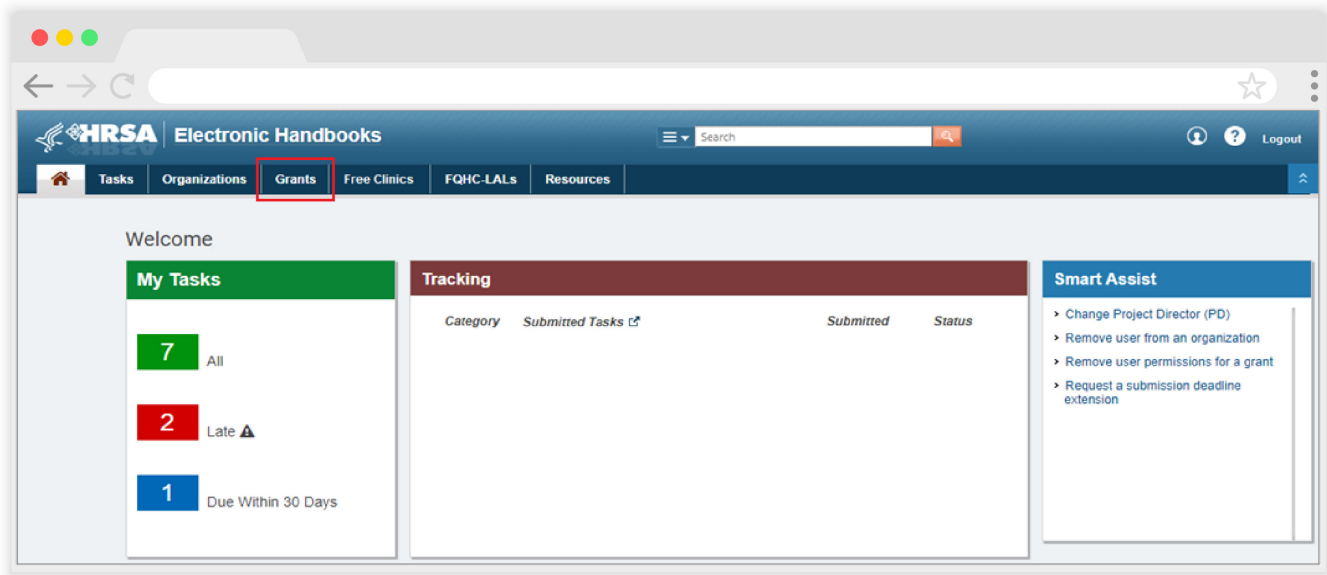 HRSA Electronic Handbooks
Search
Logout
Tasks Organizations Grants Free Clinics FQHC-LALs Resources
Welcome
My Tasks
7 All
2 Late
1 Due Within 30 Days
Tracking
Category Submitted Tasks Submitted Status
Smart Assist
Change Project Director (PD)
Remove user from an organization
Remove user permissions for a grant
Request a submission deadline
extension